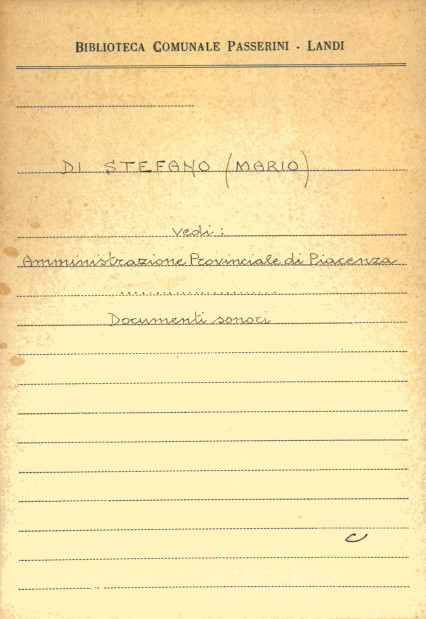 BIBLIOTECA COMUNALE PASSERINI - LANDI
DI STEFANO (MARIO)
vedi:
Amministrazione Provinciale di Piacenza
........................
Documenti sonori
C